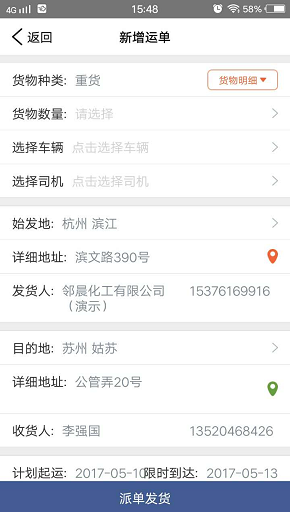 4G VoLTE 15:48 58%
返回 新增运单
货物种类: 重货 货物明细
货物数量: 请选择
选择车辆 点击选择车辆
选择司机 点击选择司机
始发地: 杭州 滨江
详细地址: 滨文路390号
发货人: 邻晨化工有限公司 15376169916
（演示）
目的地: 苏州 姑苏
详细地址: 公管弄20号
收货人: 李强国 13520468426
计划起运: 2017-05-10 限时到达: 2017-05-13
派单发货